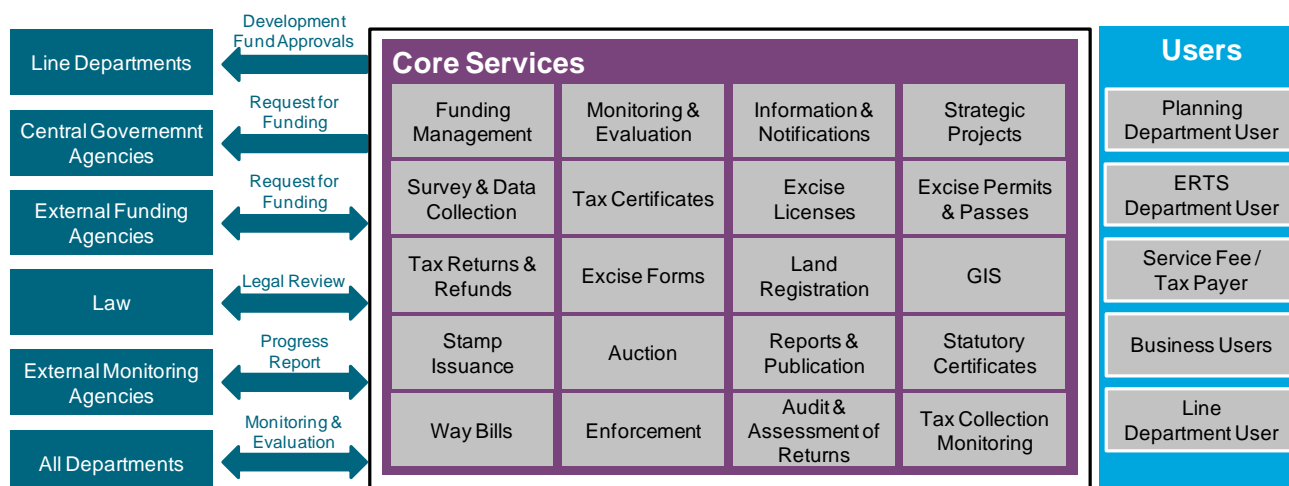 Development
Fund Approvals
Line Departments
Request for
Funding
Central Governemnt
Agencies
Request for
Funding
External Funding
Agencies
Legal Review
Law
Progress
Report
External Monitoring
Agencies
Monitoring &
Evaluation
All Departments
Core Services
Funding
Management
Monitoring &
Evaluation
Information &
Notifications
Strategic
Projects
Survey & Data
Collection
Tax Certificates
Excise
Licenses
Excise Permits
& Passes
Tax Returns &
Refunds
Excise Forms
Land
Registration
GIS
Stamp
Issuance
Auction
Reports &
Publication
Statutory
Certificates
Way Bills
Enforcement
Audit &
Assessment of
Returns
Tax Collection
Monitoring
Users
Planning
Department User
ERTS
Department User
Service Fee /
Tax Payer
Business Users
Line
Department User